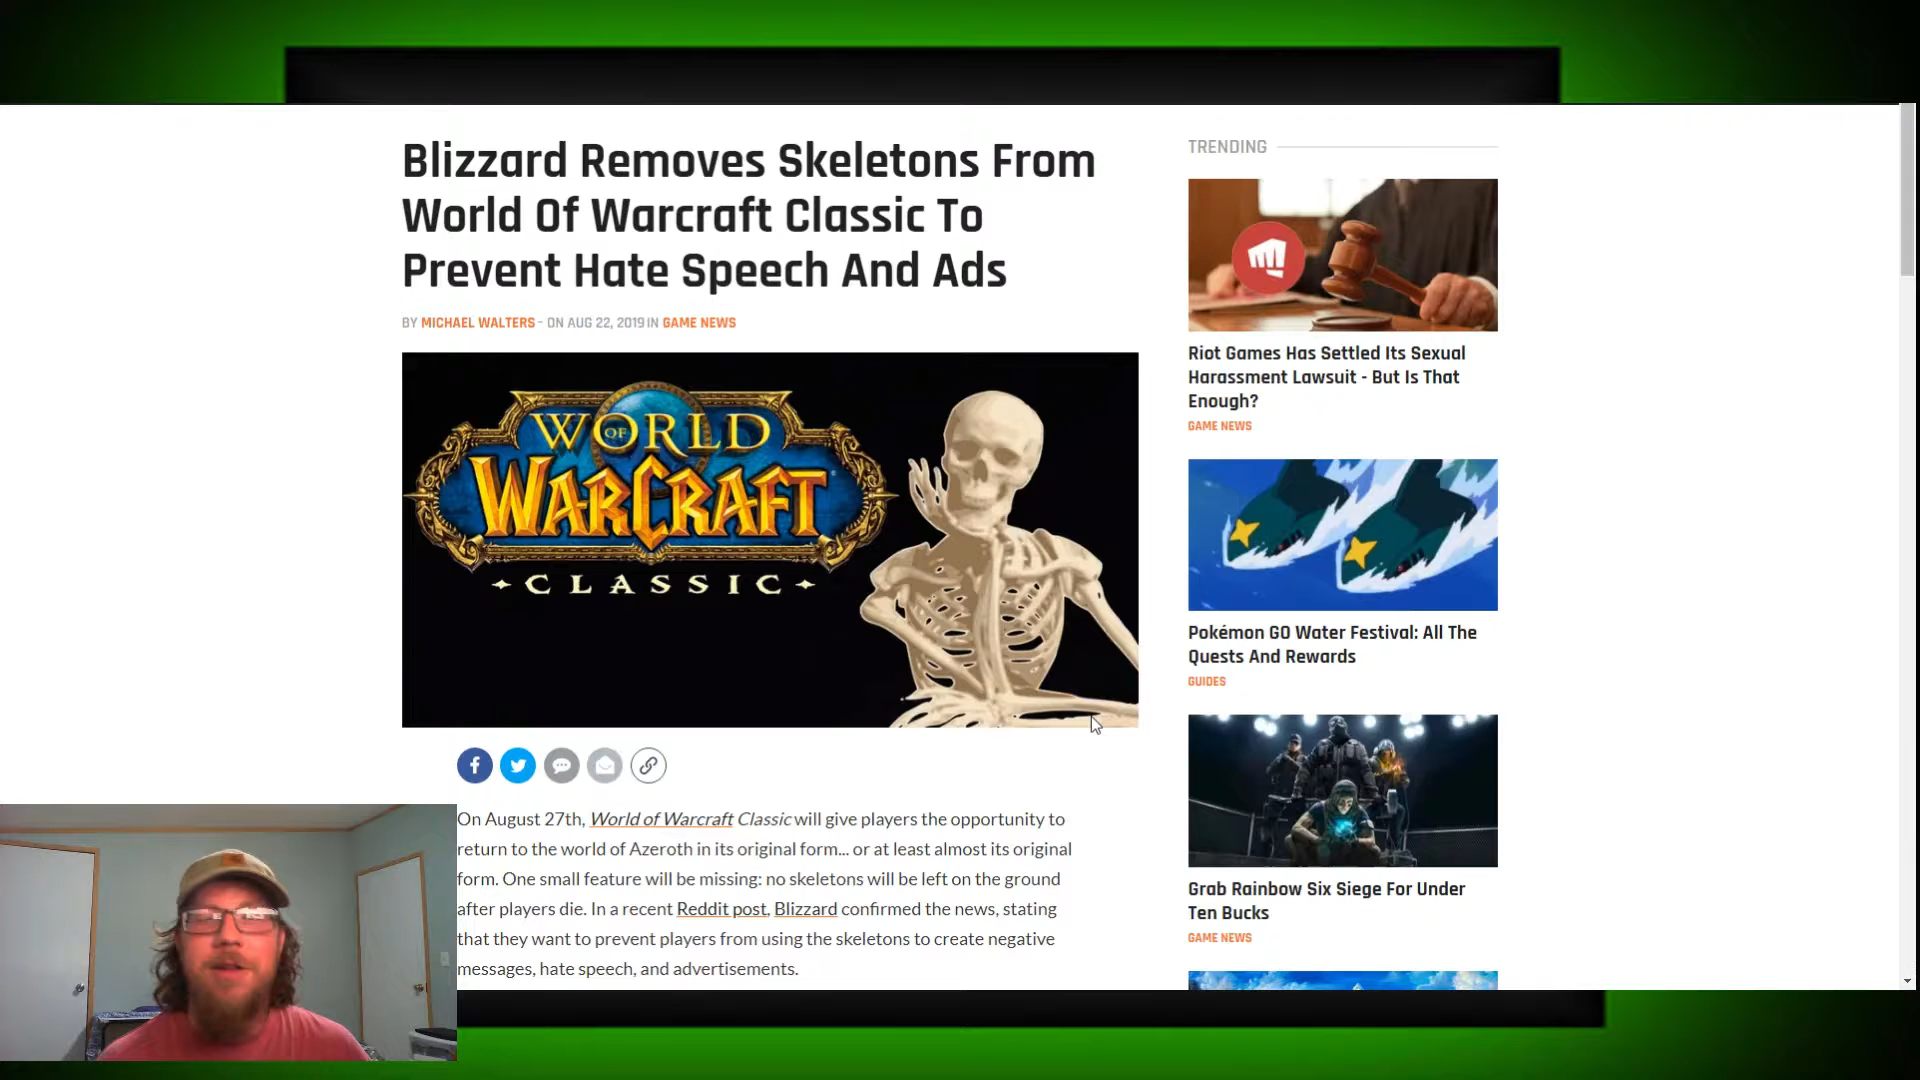 Blizzard Removes Skeletons From
World Of Warcraft Classic To
Prevent Hate Speech And Ads
BY MICHAEL WALTERS - ON AUG 22, 2019 IN GAME NEWS
WORLD
OF
WARCRAFT
CLASSIC
On August 27th, World of Warcraft Classic will give players the opportunity to
return to the world of Azeroth in its original form... or at least almost its original
form. One small feature will be missing: no skeletons will be left on the ground
after players die. In a recent Reddit post, Blizzard confirmed the news, stating
that they want to prevent players from using the skeletons to create negative
messages, hate speech, and advertisements.
TRENDING
Riot Games Has Settled Its Sexual
Harassment Lawsuit - But Is That
Enough?
GAME NEWS
Pokémon GO Water Festival: All The
Quests And Rewards
GUIDES
Grab Rainbow Six Siege For Under
Ten Bucks
GAME NEWS